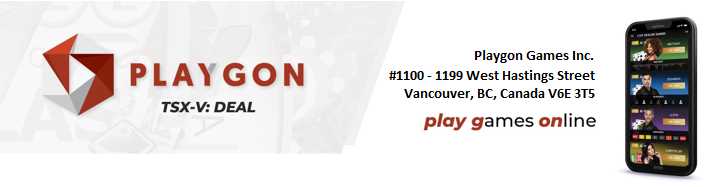 PLAYGON
TSX-V: DEAL
Playgon Games Inc.
#1100 - 1199 West Hastings Street
Vancouver, BC, Canada V6E 3T5
play games online